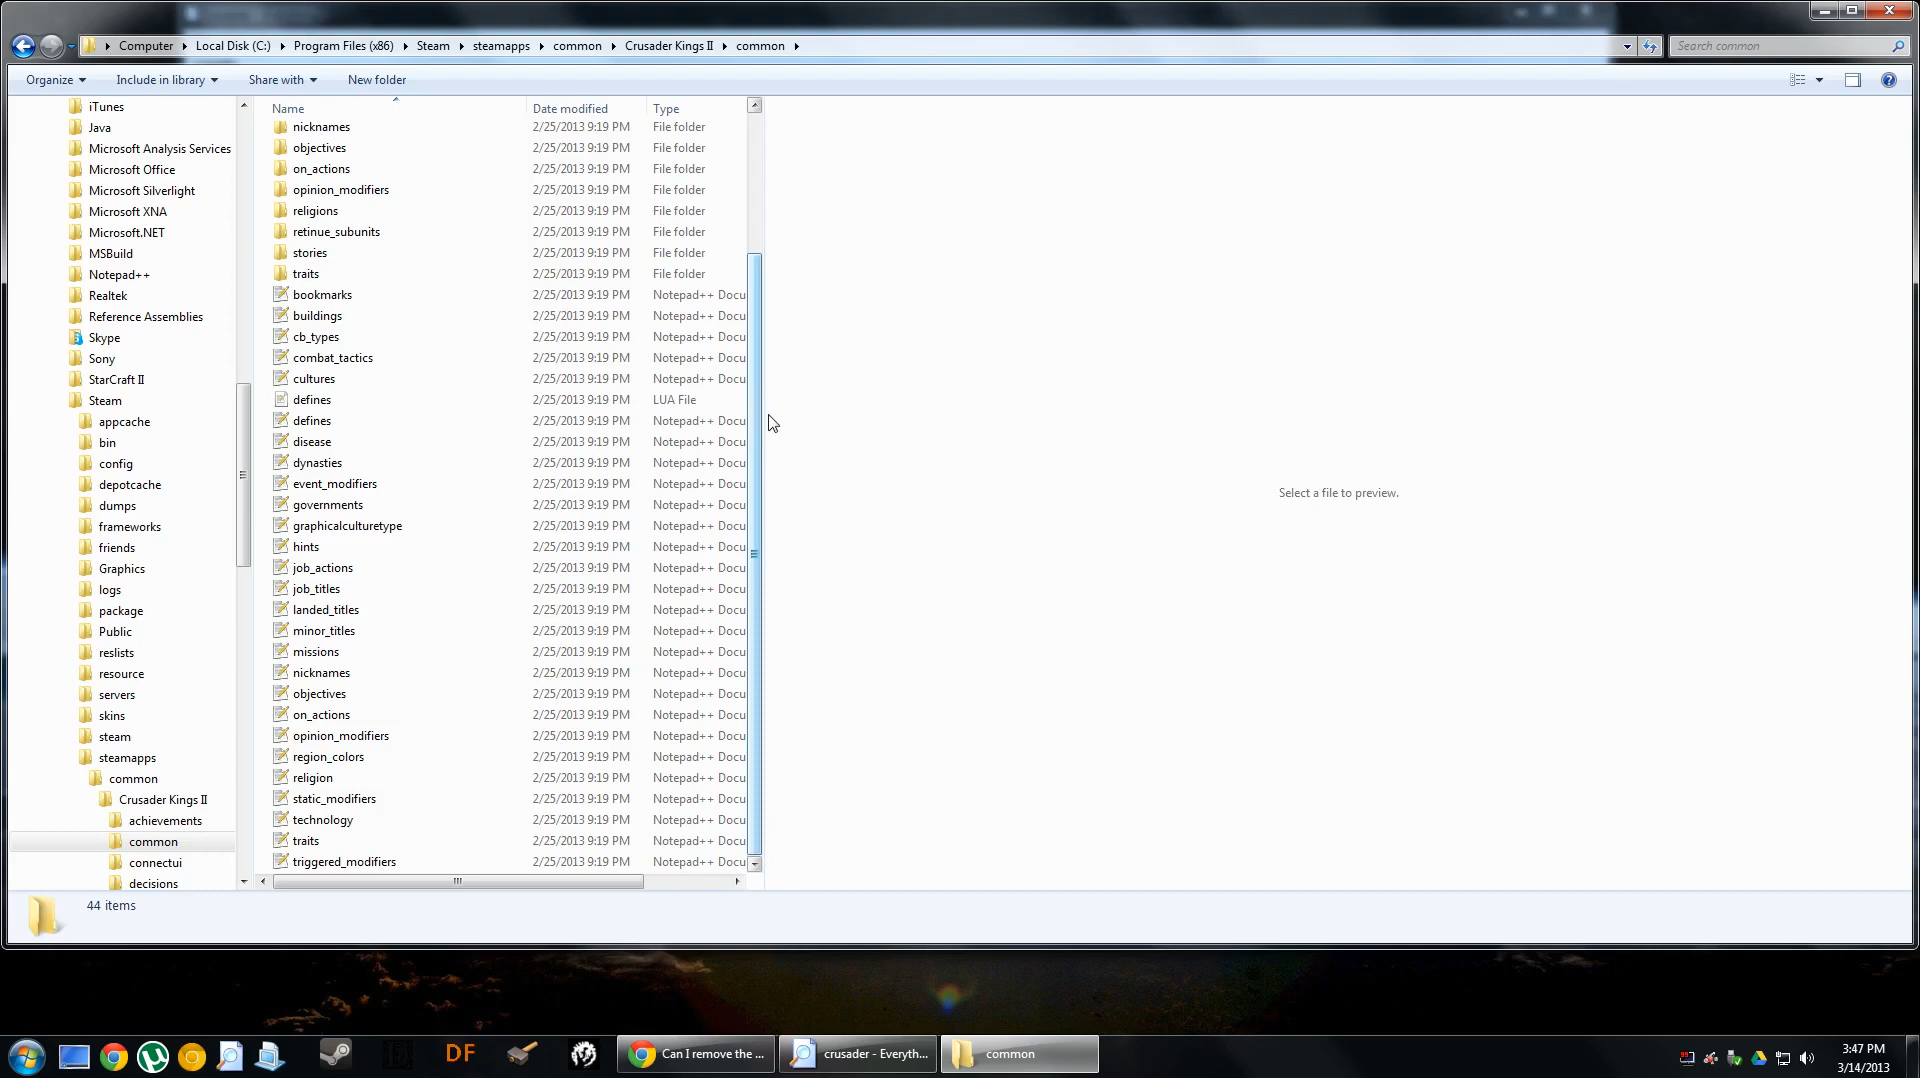 Computer Local Disk (C:) Program Files (x86) Steam steamapps common Crusader Kings II common
Search common
Organize Include in library Share with New folder
iTunes
Java
Microsoft Analysis Services
Microsoft Office
Microsoft Silverlight
Microsoft XNA
Microsoft.NET
MSBuild
Notepad++
Realtek
Reference Assemblies
Skype
Sony
StarCraft II
Steam
appcache
bin
config
depotcache
dumps
frameworks
friends
Graphics
logs
package
Public
reslists
resource
servers
skins
steam
steamapps
common
Crusader Kings II
achievements
common
connectui
decisions
Name Date modified Type
nicknames 2/25/2013 9:19 PM File folder
objectives 2/25/2013 9:19 PM File folder
on_actions 2/25/2013 9:19 PM File folder
opinion_modifiers 2/25/2013 9:19 PM File folder
religions 2/25/2013 9:19 PM File folder
retinue_subunits 2/25/2013 9:19 PM File folder
stories 2/25/2013 9:19 PM File folder
traits 2/25/2013 9:19 PM File folder
bookmarks 2/25/2013 9:19 PM Notepad++ Docu
buildings 2/25/2013 9:19 PM Notepad++ Docu
cb_types 2/25/2013 9:19 PM Notepad++ Docu
combat_tactics 2/25/2013 9:19 PM Notepad++ Docu
cultures 2/25/2013 9:19 PM Notepad++ Docu
defines 2/25/2013 9:19 PM LUA File
defines 2/25/2013 9:19 PM Notepad++ Docu
disease 2/25/2013 9:19 PM Notepad++ Docu
dynasties 2/25/2013 9:19 PM Notepad++ Docu
event_modifiers 2/25/2013 9:19 PM Notepad++ Docu
governments 2/25/2013 9:19 PM Notepad++ Docu
graphicalculturetype 2/25/2013 9:19 PM Notepad++ Docu
hints 2/25/2013 9:19 PM Notepad++ Docu
job_actions 2/25/2013 9:19 PM Notepad++ Docu
job_titles 2/25/2013 9:19 PM Notepad++ Docu
landed_titles 2/25/2013 9:19 PM Notepad++ Docu
minor_titles 2/25/2013 9:19 PM Notepad++ Docu
missions 2/25/2013 9:19 PM Notepad++ Docu
nicknames 2/25/2013 9:19 PM Notepad++ Docu
objectives 2/25/2013 9:19 PM Notepad++ Docu
on_actions 2/25/2013 9:19 PM Notepad++ Docu
opinion_modifiers 2/25/2013 9:19 PM Notepad++ Docu
region_colors 2/25/2013 9:19 PM Notepad++ Docu
religion 2/25/2013 9:19 PM Notepad++ Docu
static_modifiers 2/25/2013 9:19 PM Notepad++ Docu
technology 2/25/2013 9:19 PM Notepad++ Docu
traits 2/25/2013 9:19 PM Notepad++ Docu
triggered_modifiers 2/25/2013 9:19 PM Notepad++ Docu
Select a file to preview.
44 items
DF
Can I remove the ...
crusader - Everyth...
common
3:47 PM
3/14/2013